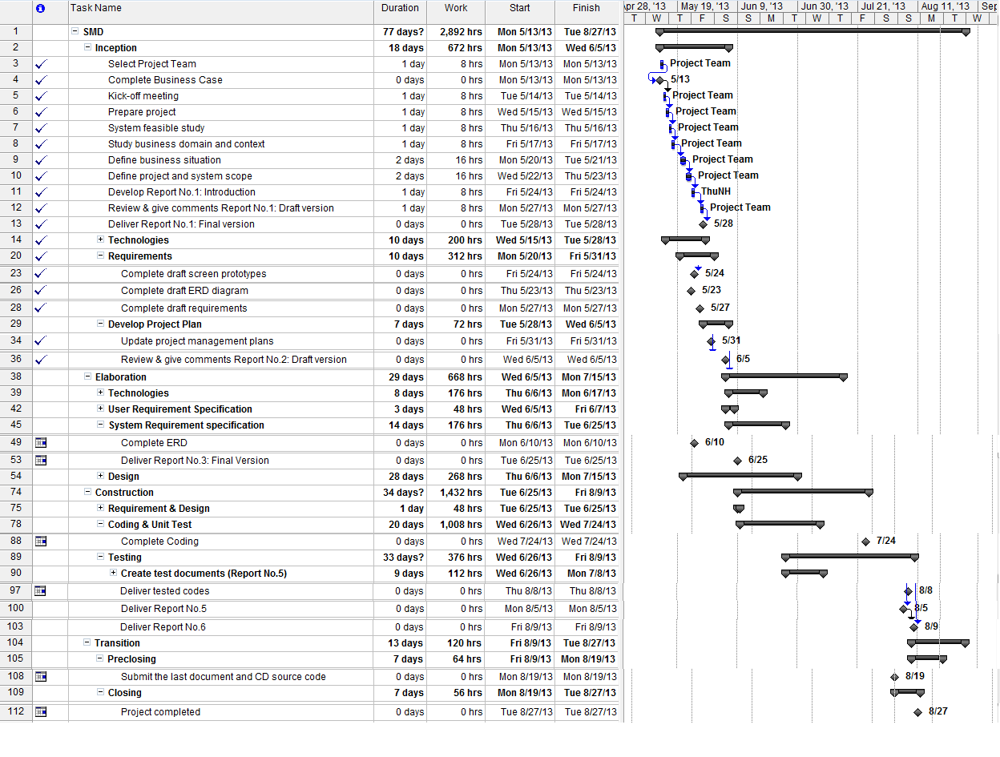 Task Name Duration Work Start Finish Apr 28, '13 May 19, '13 Jun 9, '13 Jun 30, '13 Jul 21, '13 Aug 11, '13 Sep
T W T F S S M T W T F S S M T W
1 SMD 77 days? 2,892 hrs Mon 5/13/13 Tue 8/27/13
2 Inception 18 days 672 hrs Mon 5/13/13 Wed 6/5/13
3 Select Project Team 1 day 8 hrs Mon 5/13/13 Mon 5/13/13 Project Team
4 Complete Business Case 0 days 0 hrs Mon 5/13/13 Mon 5/13/13 5/13
5 Kick-off meeting 1 day 8 hrs Tue 5/14/13 Tue 5/14/13 Project Team
6 Prepare project 1 day 8 hrs Wed 5/15/13 Wed 5/15/13 Project Team
7 System feasible study 1 day 8 hrs Thu 5/16/13 Thu 5/16/13 Project Team
8 Study business domain and context 1 day 8 hrs Fri 5/17/13 Fri 5/17/13 Project Team
9 Define business situation 2 days 16 hrs Mon 5/20/13 Tue 5/21/13 Project Team
10 Define project and system scope 2 days 16 hrs Wed 5/22/13 Thu 5/23/13 Project Team
11 Develop Report No.1: Introduction 1 day 8 hrs Fri 5/24/13 Fri 5/24/13 ThuNH
12 Review & give comments Report No.1: Draft version 1 day 8 hrs Mon 5/27/13 Mon 5/27/13 Project Team
13 Deliver Report No.1: Final version 0 days 0 hrs Tue 5/28/13 Tue 5/28/13 5/28
14 Technologies 10 days 200 hrs Wed 5/15/13 Tue 5/28/13
20 Requirements 10 days 312 hrs Mon 5/20/13 Fri 5/31/13
23 Complete draft screen prototypes 0 days 0 hrs Fri 5/24/13 Fri 5/24/13 5/24
26 Complete draft ERD diagram 0 days 0 hrs Thu 5/23/13 Thu 5/23/13 5/23
28 Complete draft requirements 0 days 0 hrs Mon 5/27/13 Mon 5/27/13 5/27
29 Develop Project Plan 7 days 72 hrs Tue 5/28/13 Wed 6/5/13
34 Update project management plans 0 days 0 hrs Fri 5/31/13 Fri 5/31/13 5/31
36 Review & give comments Report No.2: Draft version 0 days 0 hrs Wed 6/5/13 Wed 6/5/13 6/5
38 Elaboration 29 days 668 hrs Wed 6/5/13 Mon 7/15/13
39 Technologies 8 days 176 hrs Thu 6/6/13 Mon 6/17/13
42 User Requirement Specification 3 days 48 hrs Wed 6/5/13 Fri 6/7/13
45 System Requirement specification 14 days 176 hrs Thu 6/6/13 Tue 6/25/13
49 Complete ERD 0 days 0 hrs Mon 6/10/13 Mon 6/10/13 6/10
53 Deliver Report No.3: Final Version 0 days 0 hrs Tue 6/25/13 Tue 6/25/13 6/25
54 Design 28 days 268 hrs Thu 6/6/13 Mon 7/15/13
74 Construction 34 days? 1,432 hrs Tue 6/25/13 Fri 8/9/13
75 Requirement & Design 1 day 48 hrs Tue 6/25/13 Tue 6/25/13
78 Coding & Unit Test 20 days 1,008 hrs Wed 6/26/13 Wed 7/24/13
88 Complete Coding 0 days 0 hrs Wed 7/24/13 Wed 7/24/13 7/24
89 Testing 33 days? 376 hrs Wed 6/26/13 Fri 8/9/13
90 Create test documents (Report No.5) 9 days 112 hrs Wed 6/26/13 Mon 7/8/13
97 Deliver tested codes 0 days 0 hrs Thu 8/8/13 Thu 8/8/13 8/8
100 Deliver Report No.5 0 days 0 hrs Mon 8/5/13 Mon 8/5/13 8/5
103 Deliver Report No.6 0 days 0 hrs Fri 8/9/13 Fri 8/9/13 8/9
104 Transition 13 days 120 hrs Fri 8/9/13 Tue 8/27/13
105 Preclosing 7 days 64 hrs Fri 8/9/13 Mon 8/19/13
108 Submit the last document and CD source code 0 days 0 hrs Mon 8/19/13 Mon 8/19/13 8/19
109 Closing 7 days 56 hrs Mon 8/19/13 Tue 8/27/13
112 Project completed 0 days 0 hrs Tue 8/27/13 Tue 8/27/13 8/27